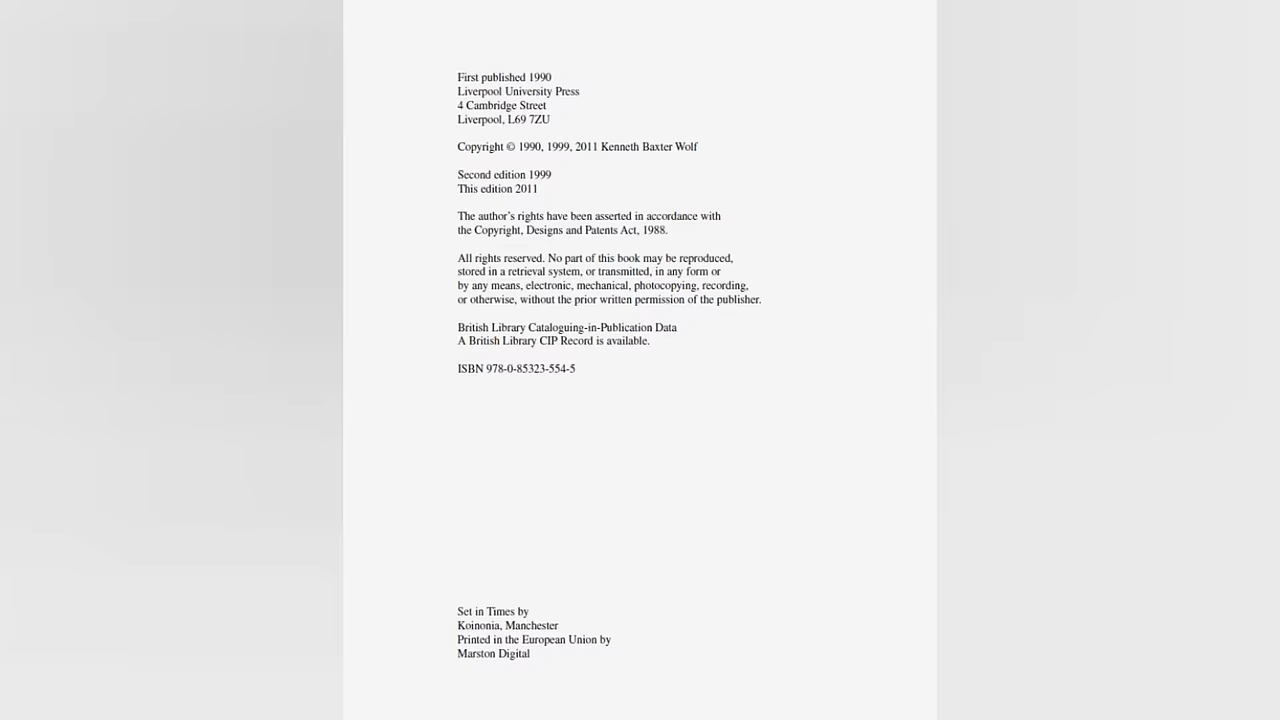 First published 1990
Liverpool University Press
4 Cambridge Street
Liverpool, L69 7ZU
Copyright © 1990, 1999, 2011 Kenneth Baxter Wolf
Second edition 1999
This edition 2011
The author’s rights have been asserted in accordance with
the Copyright, Designs and Patents Act, 1988.
All rights reserved. No part of this book may be reproduced,
stored in a retrieval system, or transmitted, in any form or
by any means, electronic, mechanical, photocopying, recording,
or otherwise, without the prior written permission of the publisher.
British Library Cataloguing-in-Publication Data
A British Library CIP Record is available.
ISBN 978-0-85323-554-5
Set in Times by
Koinonia, Manchester
Printed in the European Union by
Marston Digital